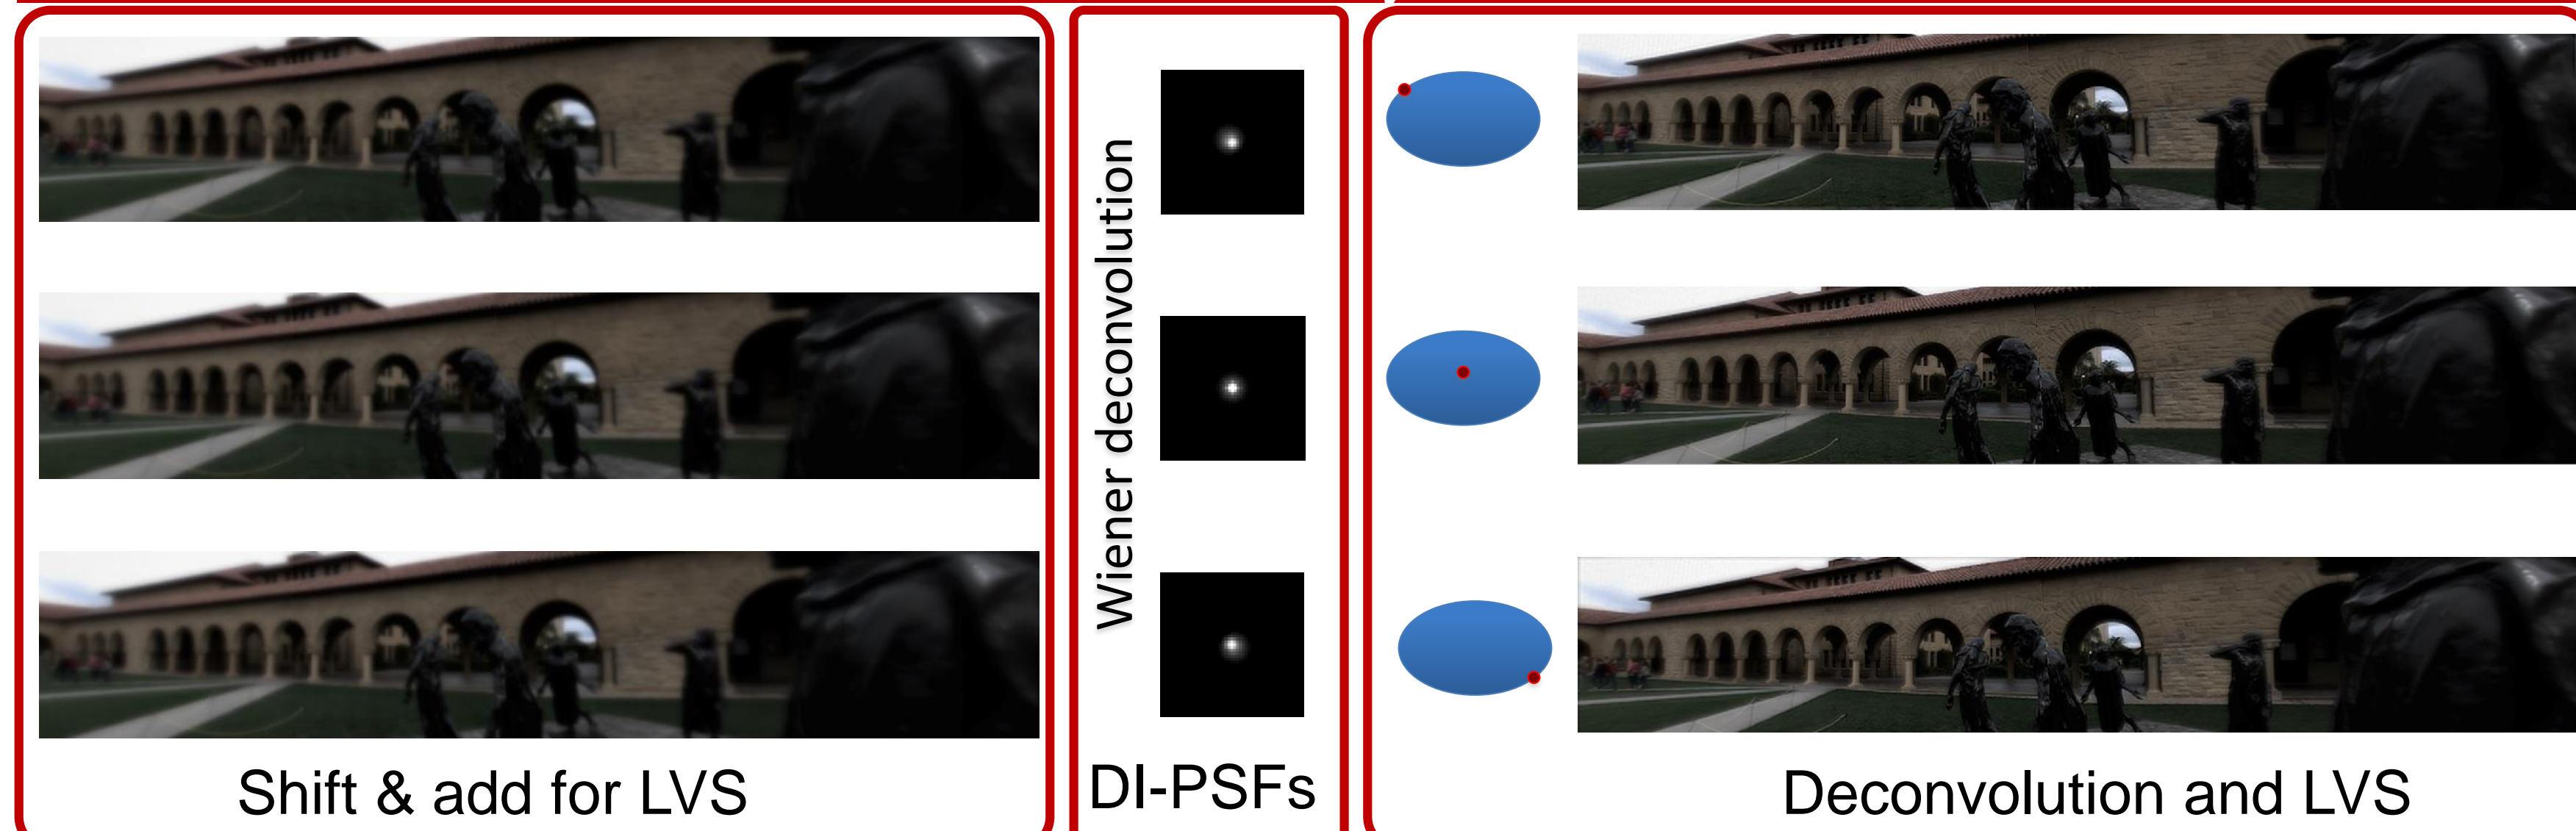 Shift & add for LVS
Wiener deconvolution
DI-PSFs
Deconvolution and LVS